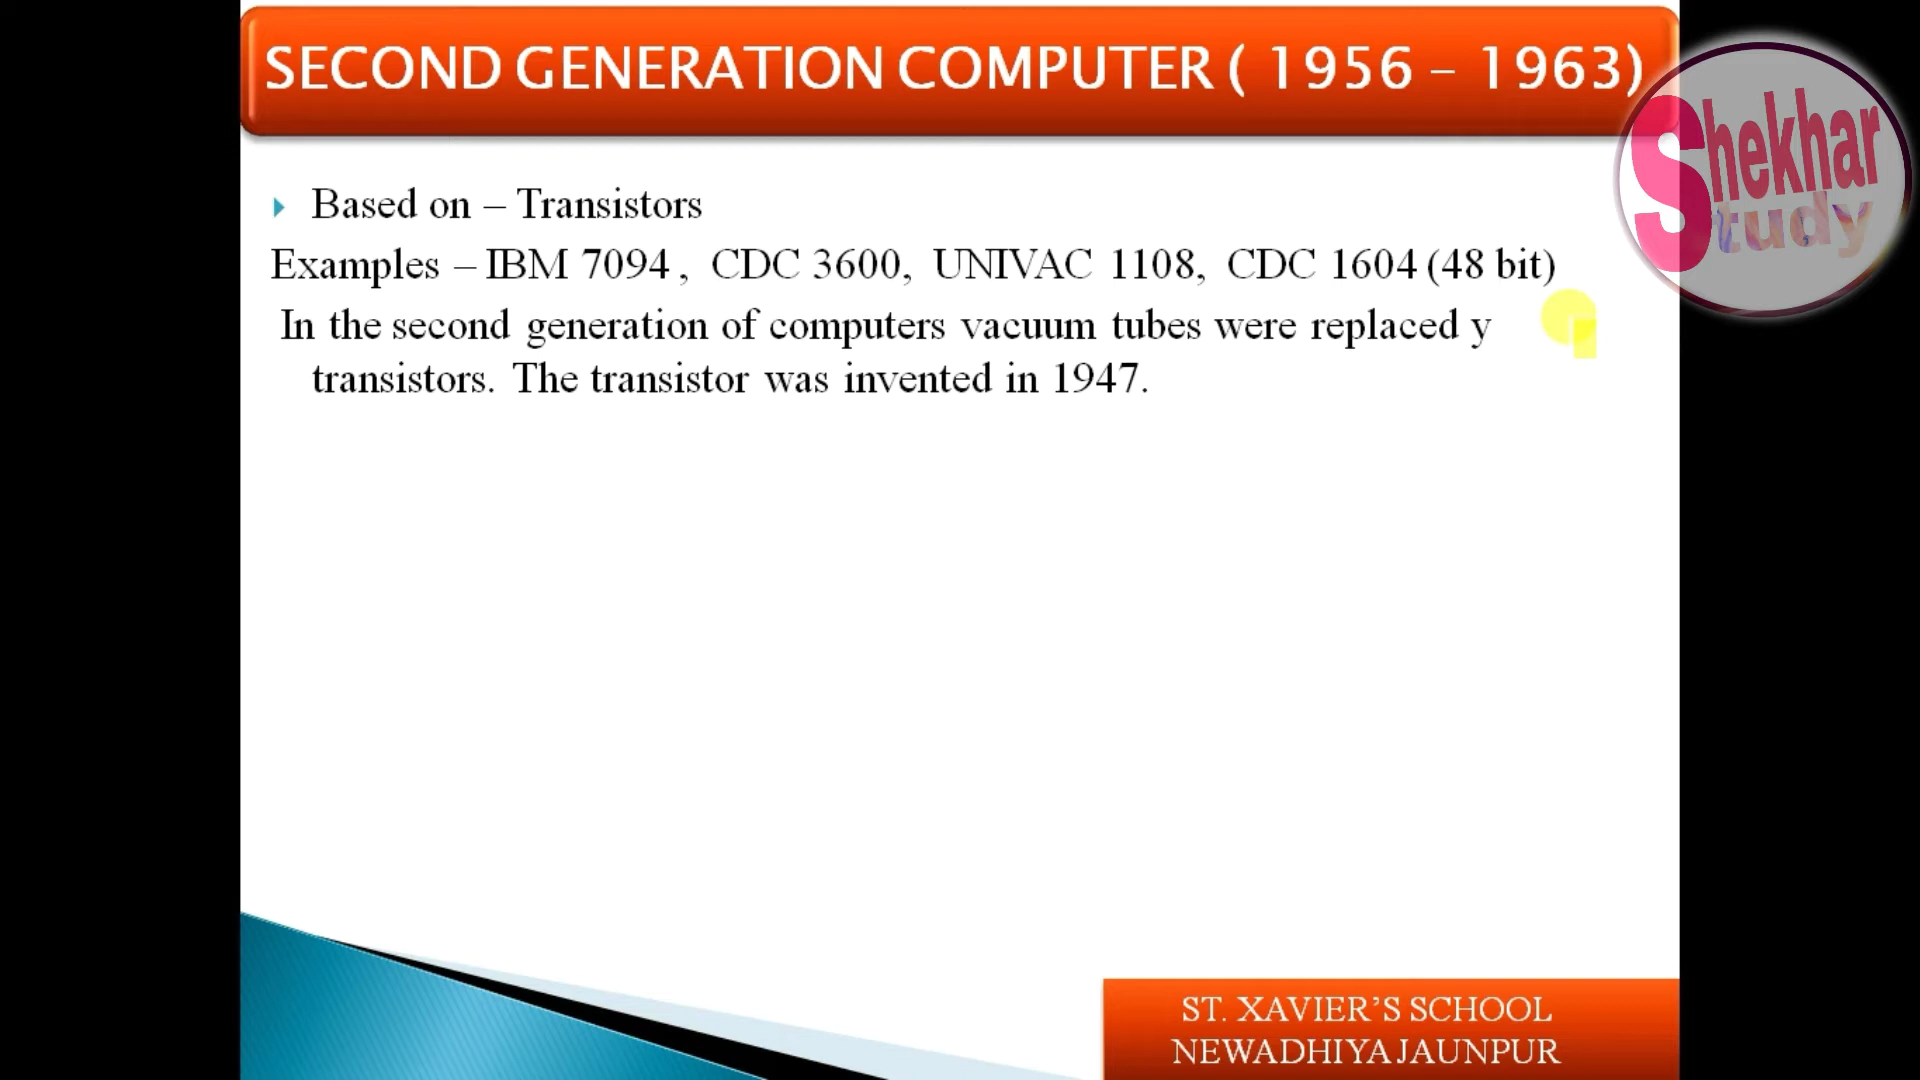 SECOND GENERATION COMPUTER ( 1956 – 1963)
Shekhar
Study
Based on – Transistors
Examples – IBM 7094 , CDC 3600, UNIVAC 1108, CDC 1604 (48 bit)
In the second generation of computers vacuum tubes were replaced y
transistors. The transistor was invented in 1947.
ST. XAVIER’S SCHOOL
NEWADHIYA JAUNPUR